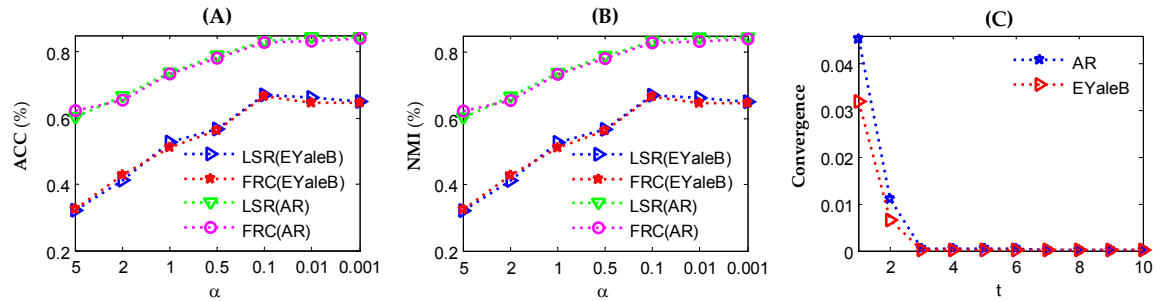 (A)
ACC (%)
0.8
0.6
0.4
0.2
LSR(EYaleB)
FRC(EYaleB)
LSR(AR)
FRC(AR)
5 2 1 0.5 0.1 0.01 0.001
α
(B)
NMI (%)
0.8
0.6
0.4
0.2
LSR(EYaleB)
FRC(EYaleB)
LSR(AR)
FRC(AR)
5 2 1 0.5 0.1 0.01 0.001
α
(C)
Convergence
0.04
0.03
0.02
0.01
0
AR
EYaleB
2 4 6 8 10
t